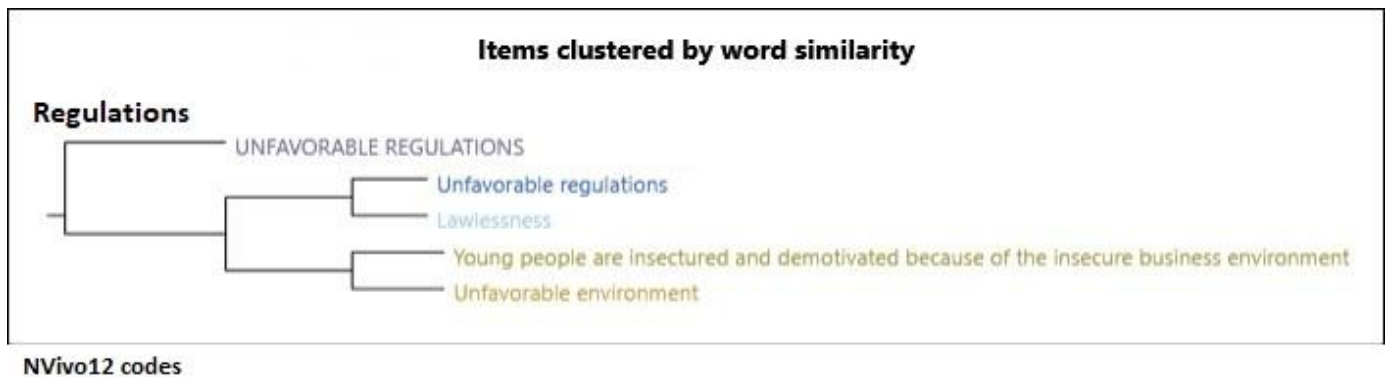 Items clustered by word similarity
Regulations
UNFAVORABLE REGULATIONS
Unfavorable regulations
Lawlessness
Young people are insectured and demotivated because of the insecure business environment
Unfavorable environment
NVivo12 codes